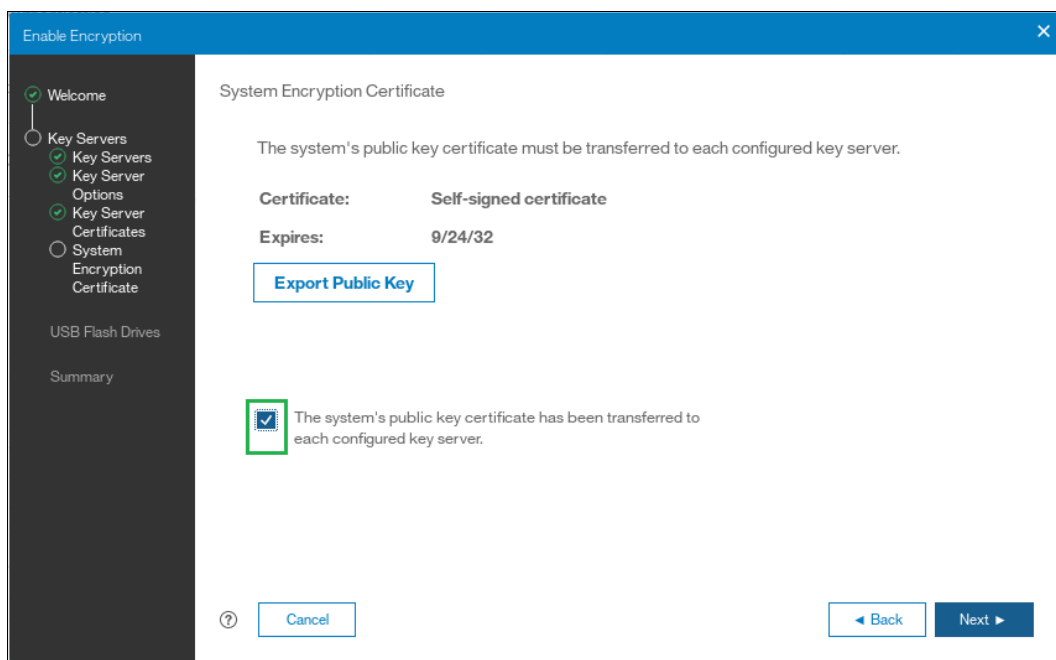 Enable Encryption
Welcome
Key Servers
Key Servers
Key Server
Options
Key Server
Certificates
System
Encryption
Certificate
USB Flash Drives
Summary
System Encryption Certificate
The system's public key certificate must be transferred to each configured key server.
Certificate: Self-signed certificate
Expires: 9/24/32
Export Public Key
The system's public key certificate has been transferred to
each configured key server.
? Cancel ◄ Back Next ►